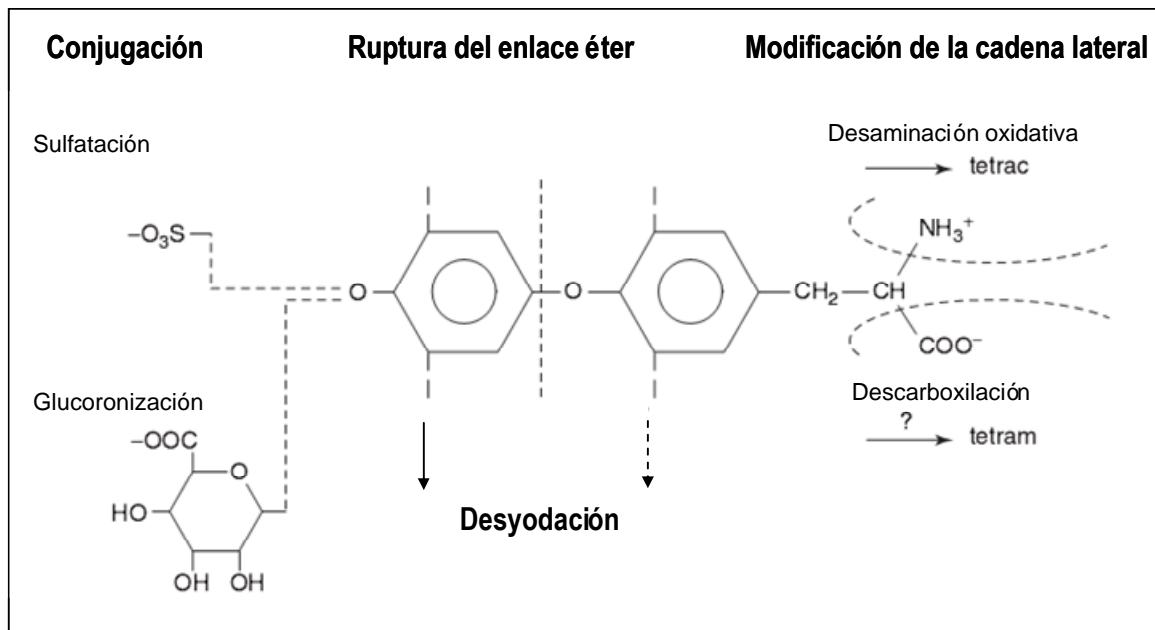 Conjugación
Ruptura del enlace éter
Modificación de la cadena lateral
Sulfatación
Desaminación oxidativa
tetrac
−O3S
NH3+
O
O
CH2
CH
COO−
Glucoronización
Descarboxilación
?
tetram
−OOC
O
HO
OH
OH
Desyodación